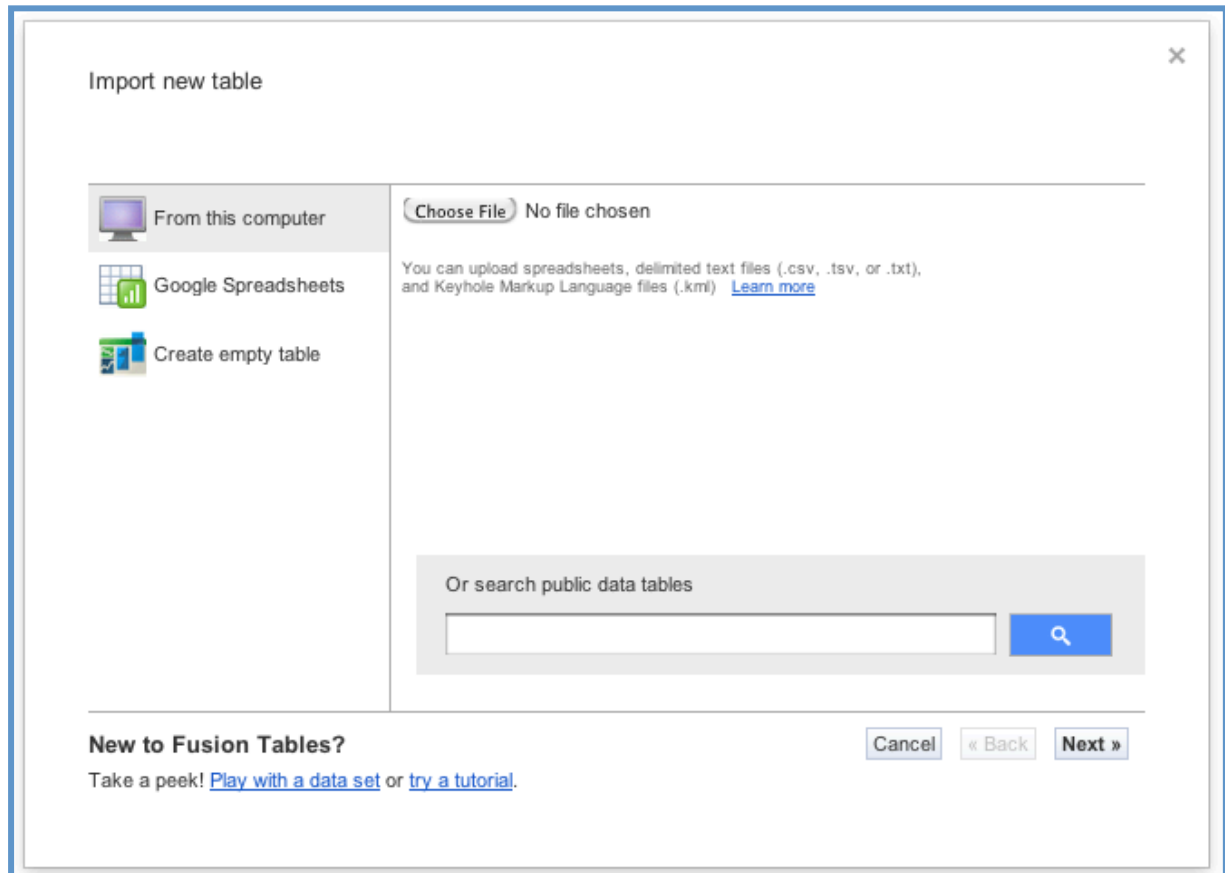 Import new table
×
From this computer
Google Spreadsheets
Create empty table
Choose File No file chosen
You can upload spreadsheets, delimited text files (.csv, .tsv, or .txt),
and Keyhole Markup Language files (.kml) Learn more
Or search public data tables
New to Fusion Tables?
Take a peek! Play with a data set or try a tutorial.
Cancel « Back Next »